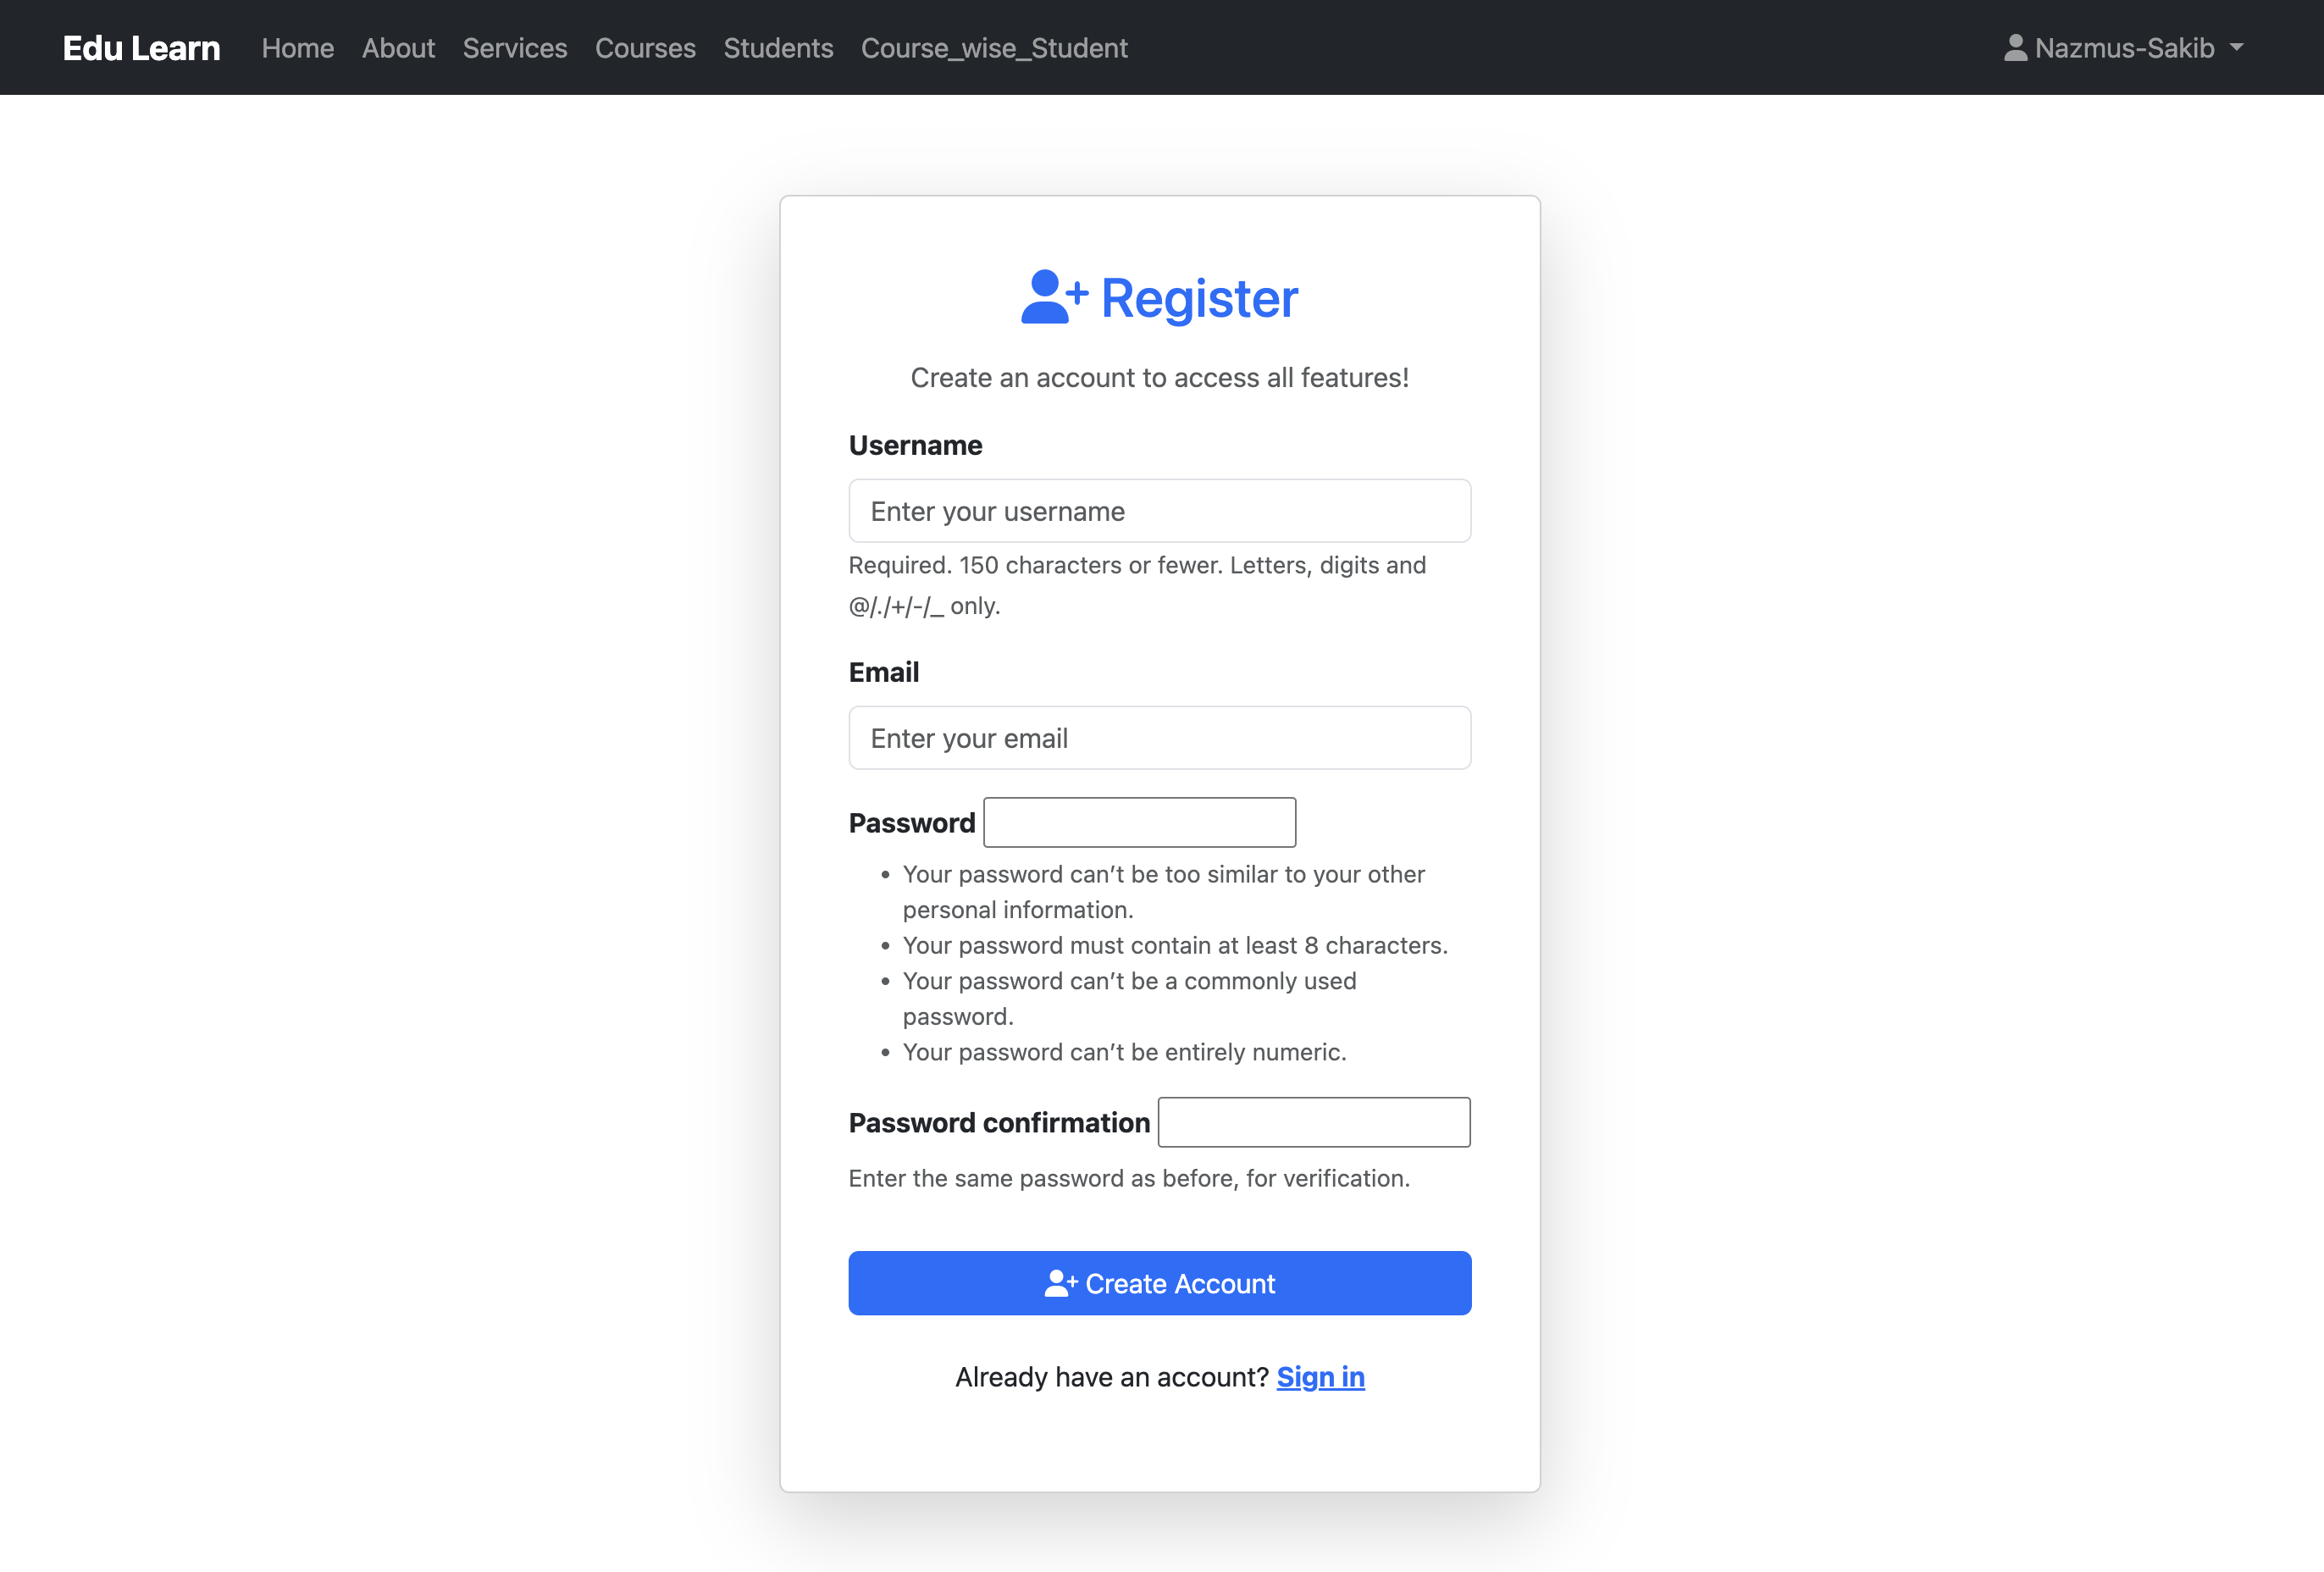 Edu Learn Home About Services Courses Students Course_wise_Student Nazmus-Sakib
Register
Create an account to access all features!
Username
Enter your username
Required. 150 characters or fewer. Letters, digits and
@/./+/-/_ only.
Email
Enter your email
Password
• Your password can’t be too similar to your other
personal information.
• Your password must contain at least 8 characters.
• Your password can’t be a commonly used
password.
• Your password can’t be entirely numeric.
Password confirmation
Enter the same password as before, for verification.
Create Account
Already have an account? Sign in